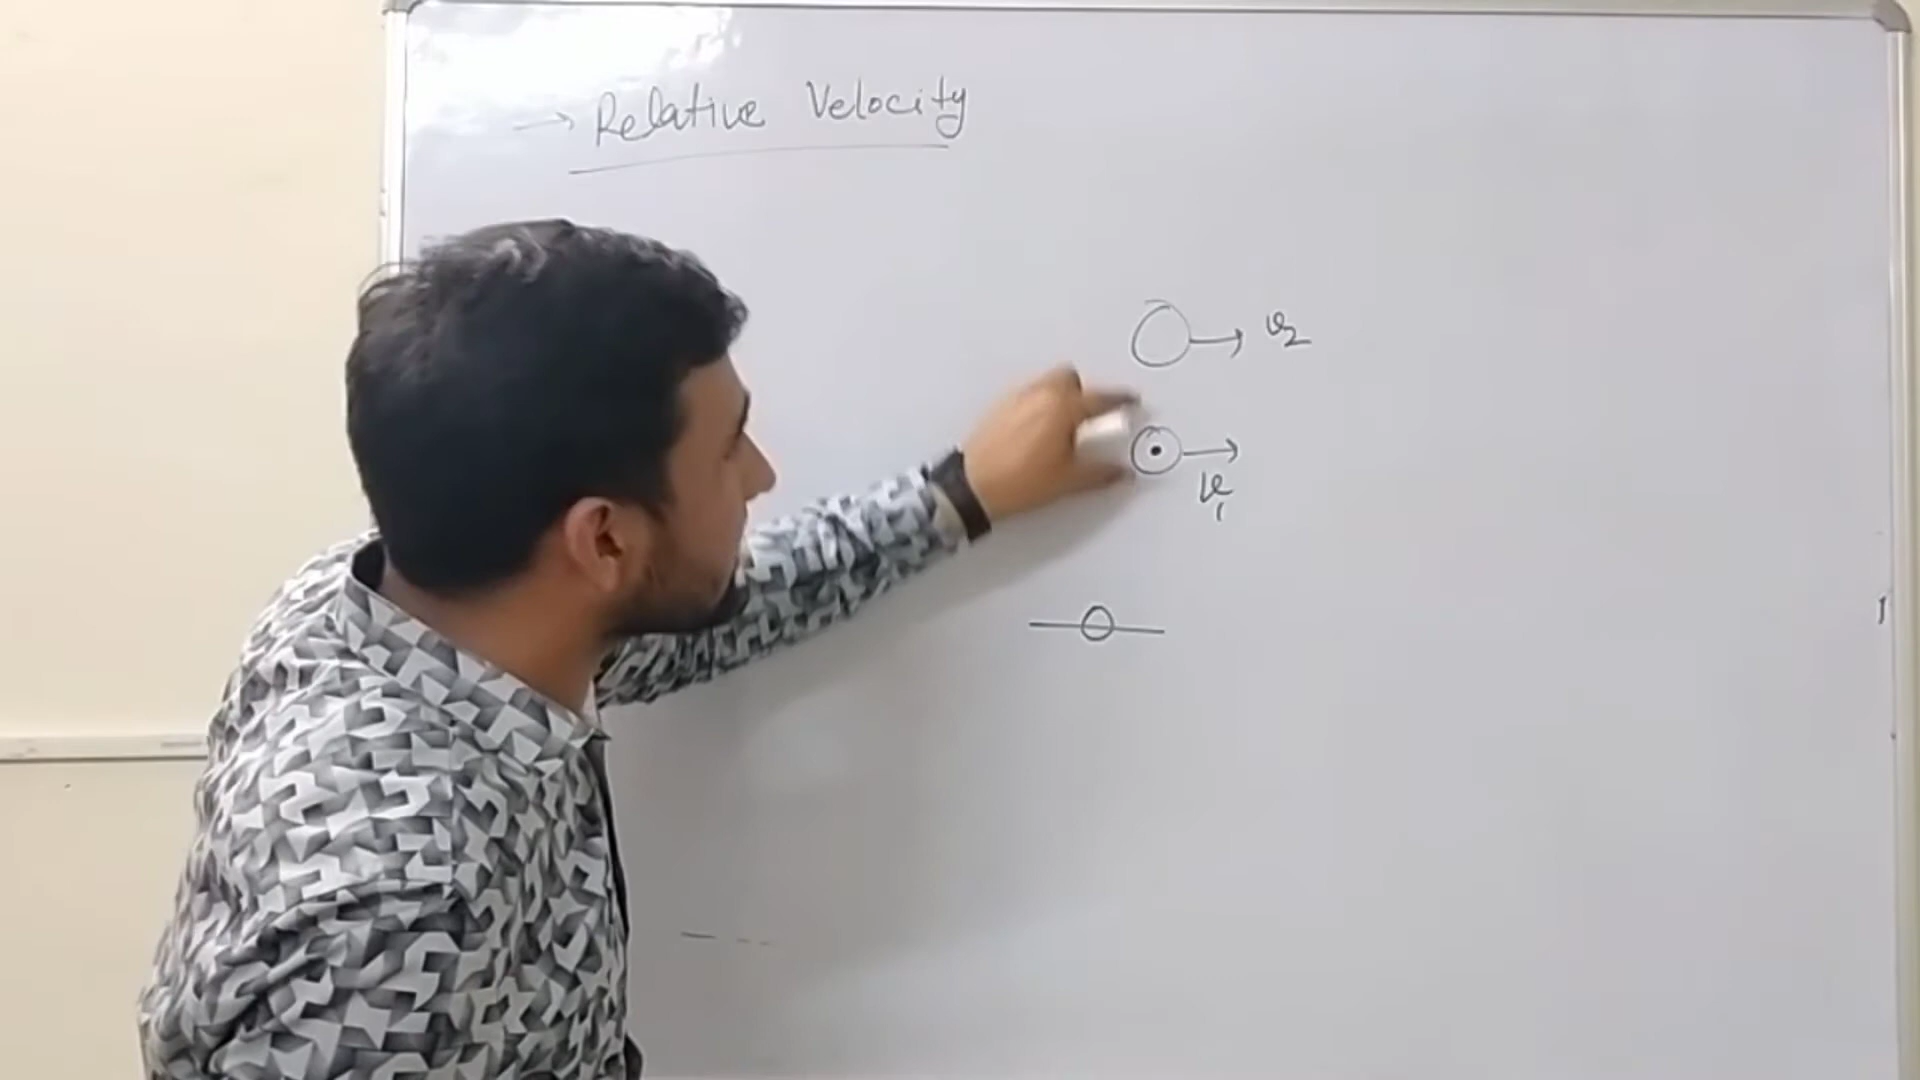 → Relative Velocity
v2
v1